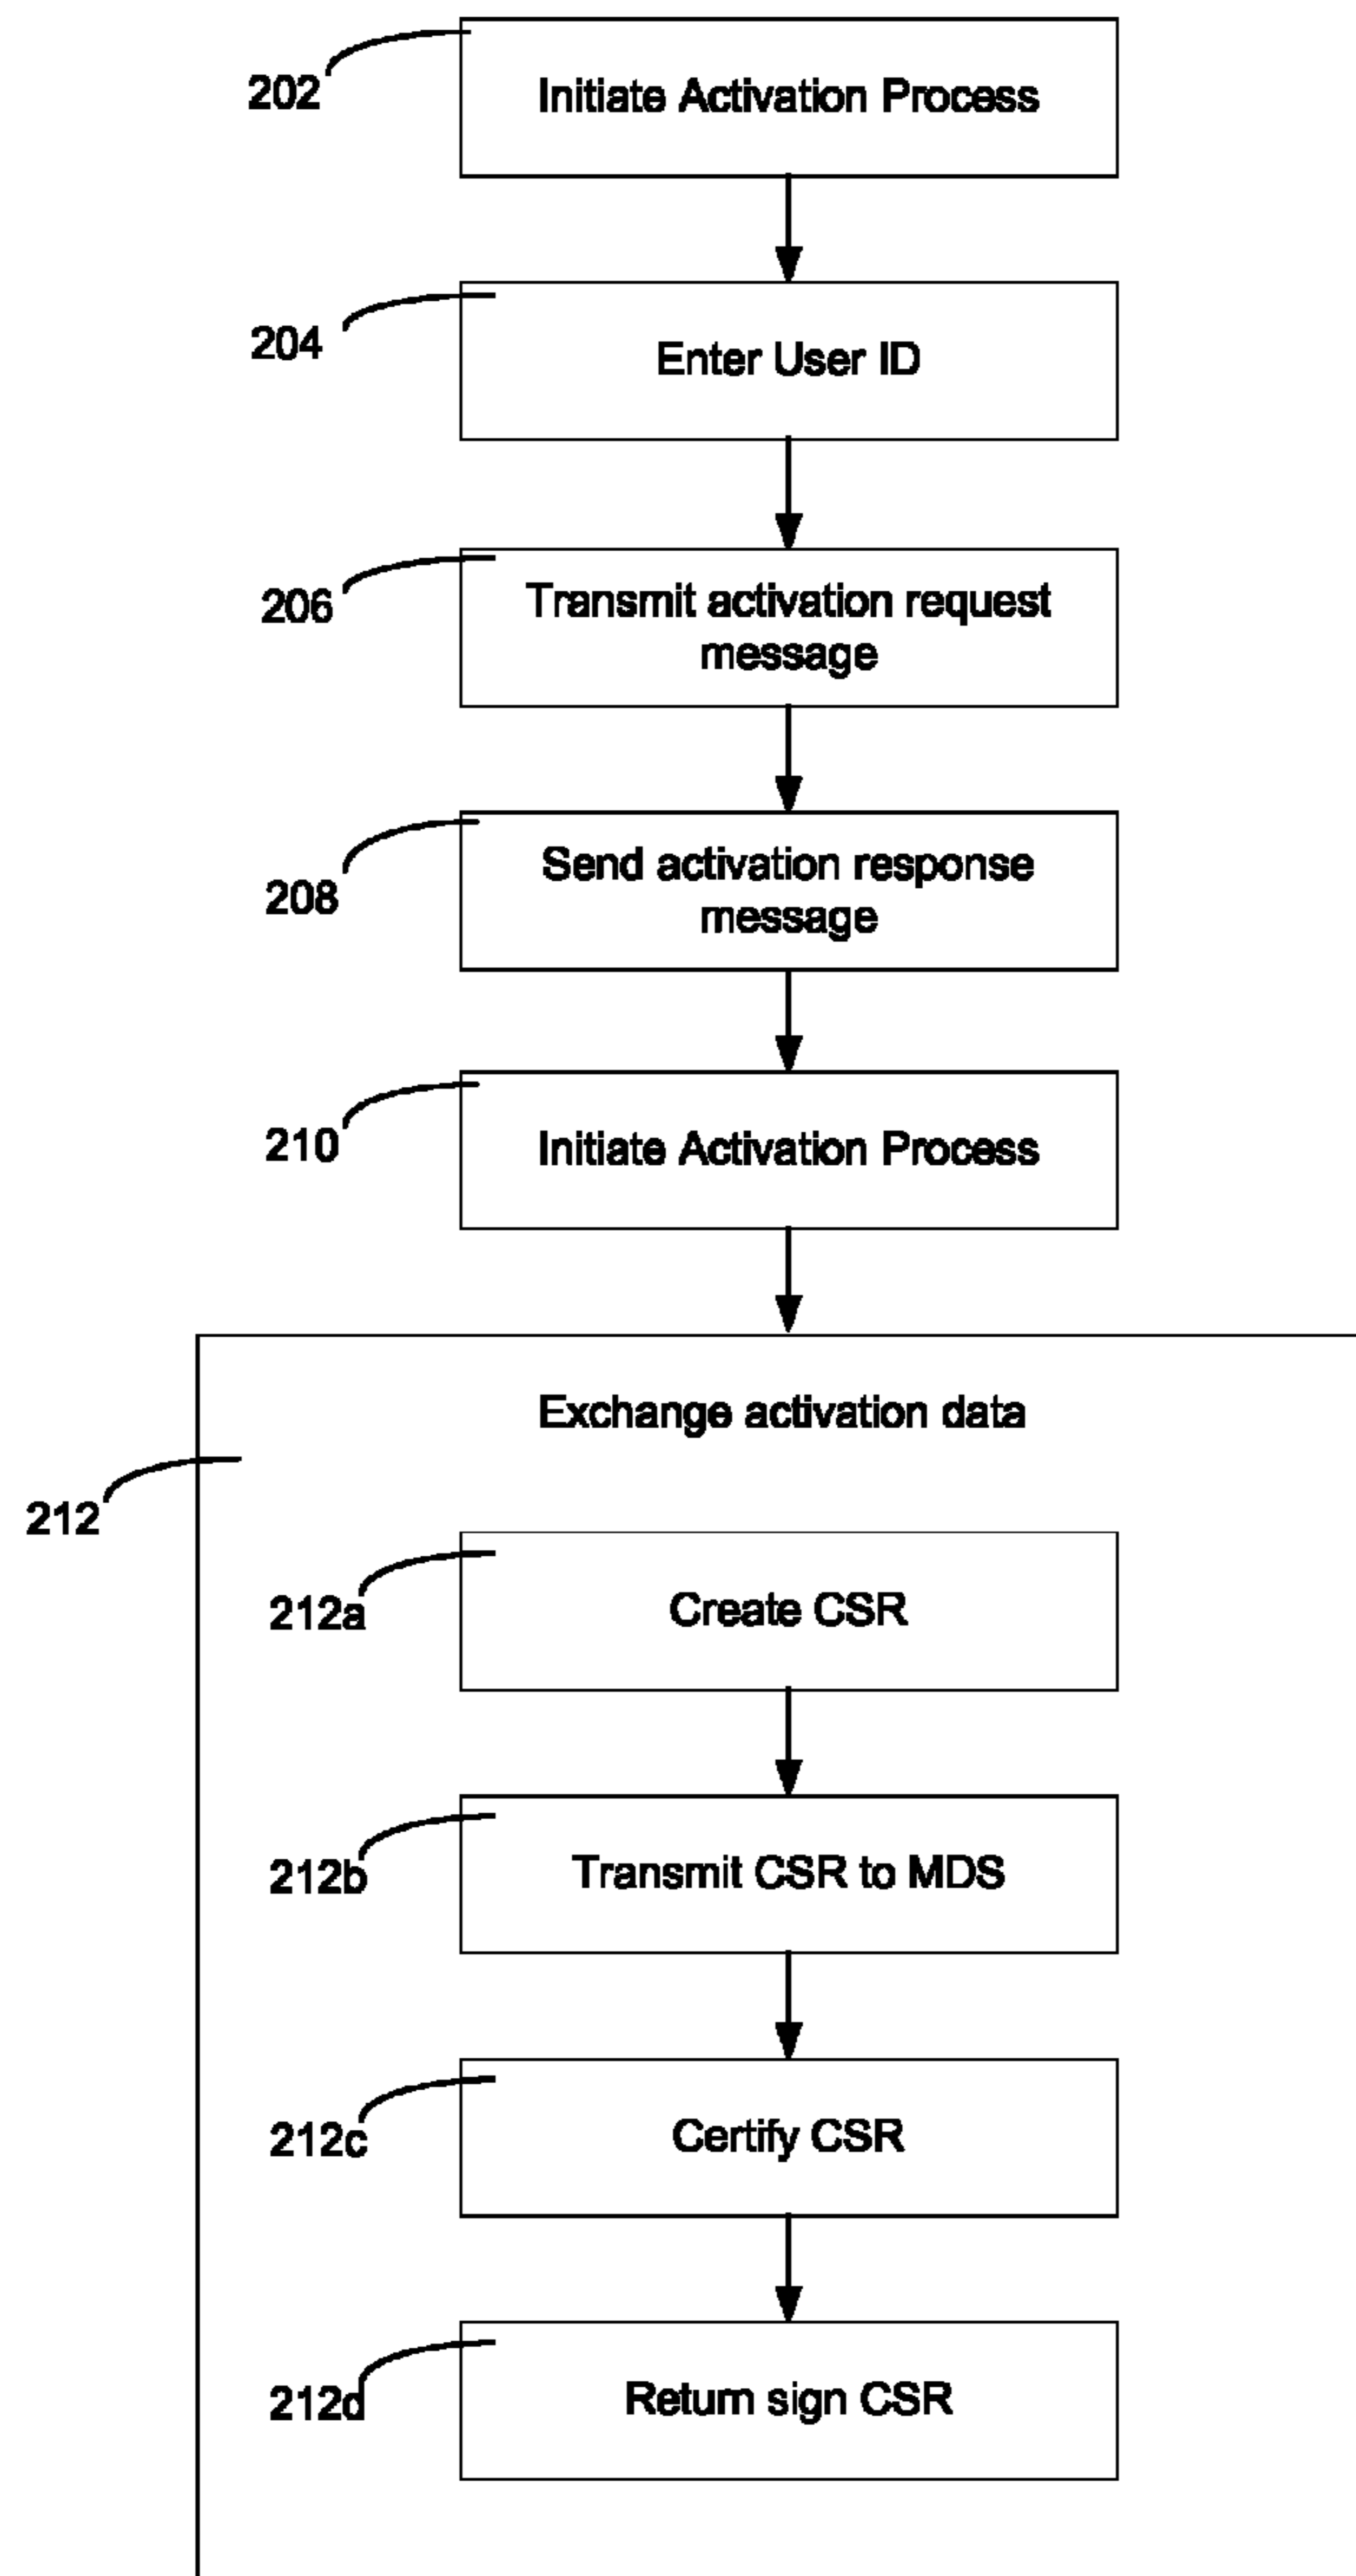 202
Initiate Activation Process
204
Enter User ID
206
Transmit activation request
message
208
Send activation response
message
210
Initiate Activation Process
Exchange activation data
212
212a
Create CSR
212b
Transmit CSR to MDS
212c
Certify CSR
212d
Return sign CSR